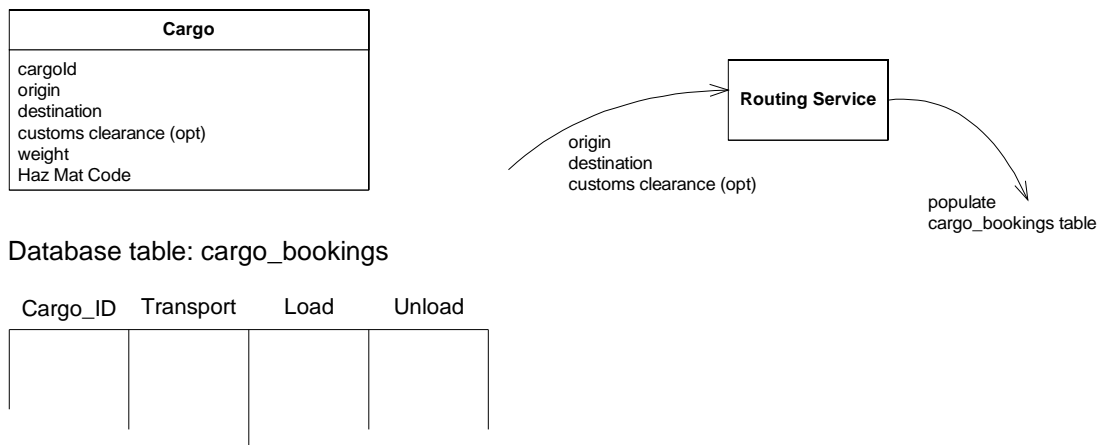 Cargo
cargoId
origin
destination
customs clearance (opt)
weight
Haz Mat Code
Routing Service
origin
destination
customs clearance (opt)
populate
cargo_bookings table
Database table: cargo_bookings
Cargo_ID Transport Load Unload